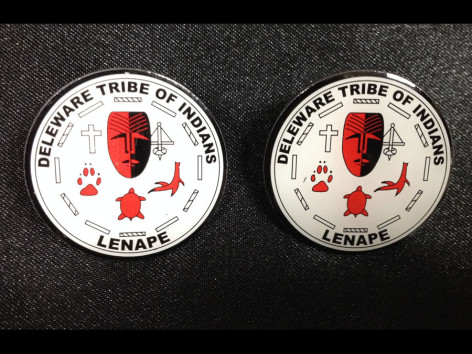 DELEWARE TRIBE OF INDIANS
LENAPE
DELEWARE TRIBE OF INDIANS
LENAPE